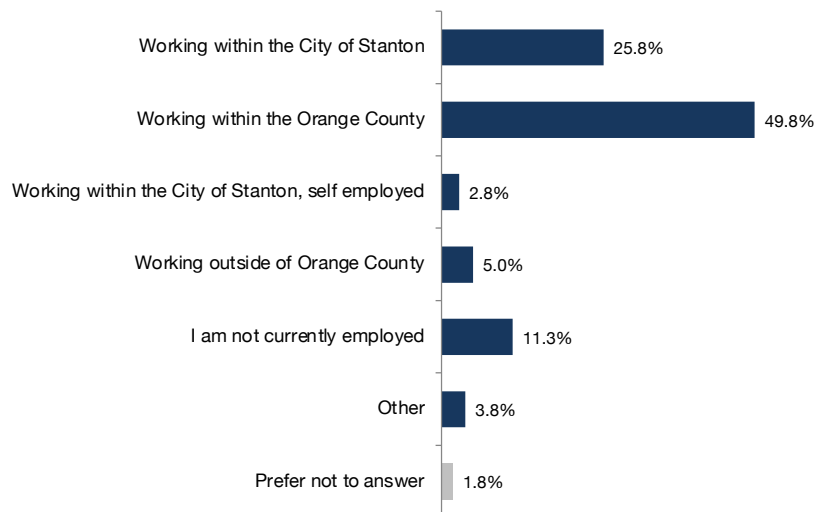 Working within the City of Stanton 25.8%
Working within the Orange County 49.8%
Working within the City of Stanton, self employed 2.8%
Working outside of Orange County 5.0%
I am not currently employed 11.3%
Other 3.8%
Prefer not to answer 1.8%